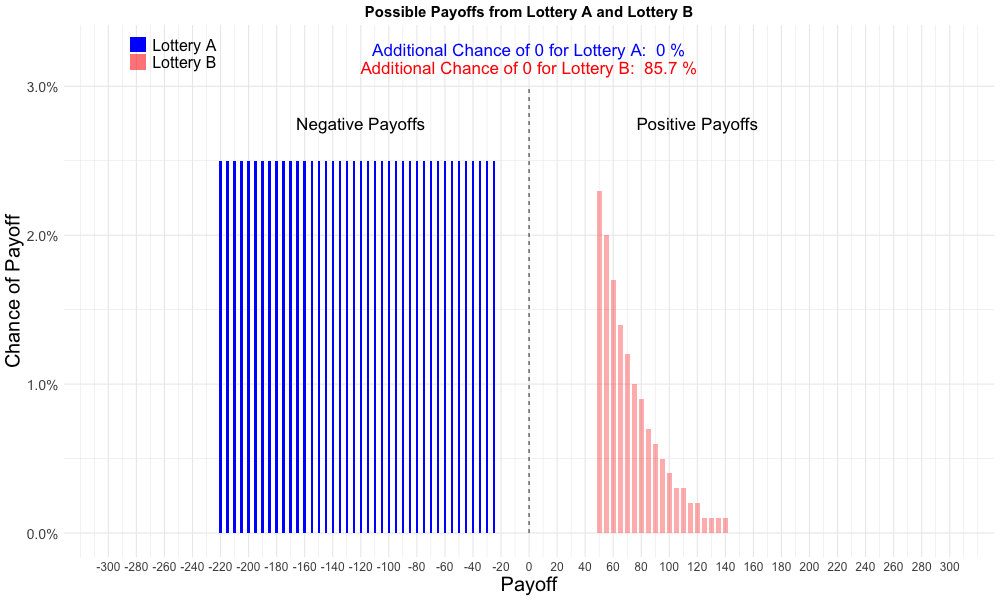 Possible Payoffs from Lottery A and Lottery B
Lottery A
Lottery B
Additional Chance of 0 for Lottery A:  0 %
Additional Chance of 0 for Lottery B:  85.7 %
Negative Payoffs
Positive Payoffs
Chance of Payoff
3.0%
2.0%
1.0%
0.0%
-300 -280 -260 -240 -220 -200 -180 -160 -140 -120 -100 -80 -60 -40 -20 0 20 40 60 80 100 120 140 160 180 200 220 240 260 280 300
Payoff